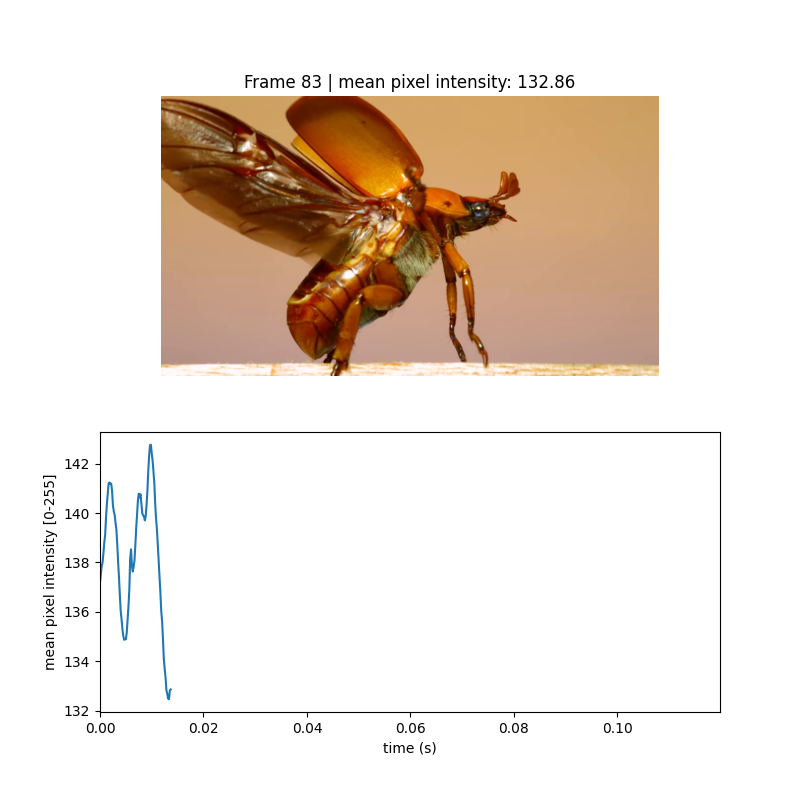 Frame 83 | mean pixel intensity: 132.86
mean pixel intensity [0-255]
142
140
138
136
134
132
0.00 0.02 0.04 0.06 0.08 0.10
time (s)